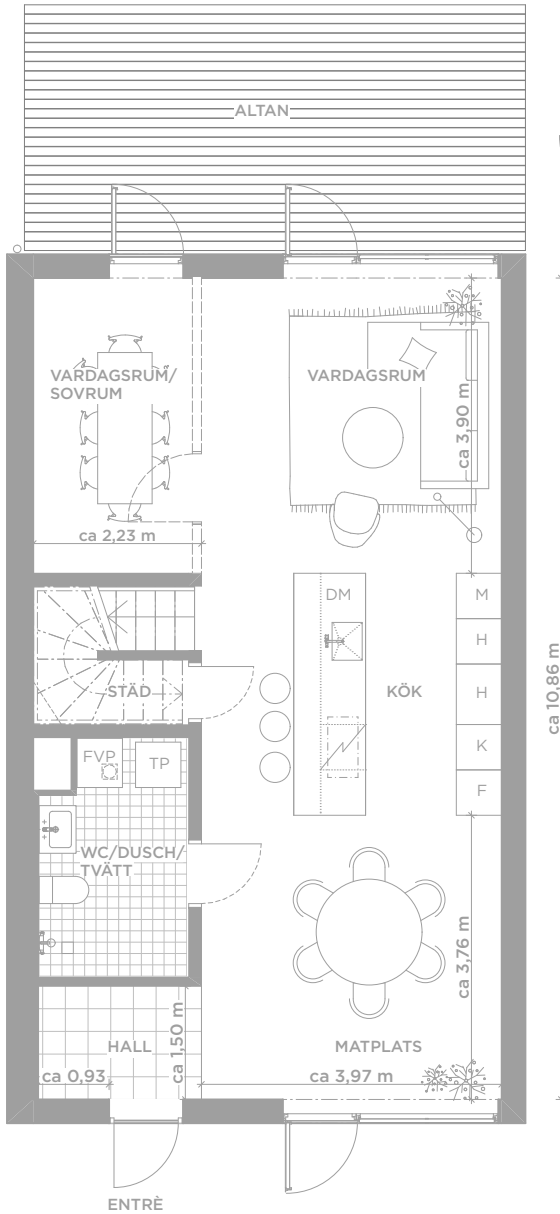 ALTAN
VARDAGSRUM/
SOVRUM
VARDAGSRUM
ca 3,90 m
ca 2,23 m
DM
M
H
H
K
F
KÖK
ca 10,86 m
STÄD
FVP
TP
WC/DUSCH/
TVÄTT
ca 3,76 m
HALL
ca 1,50 m
MATPLATS
ca 0,93
ca 3,97 m
ENTRÈ